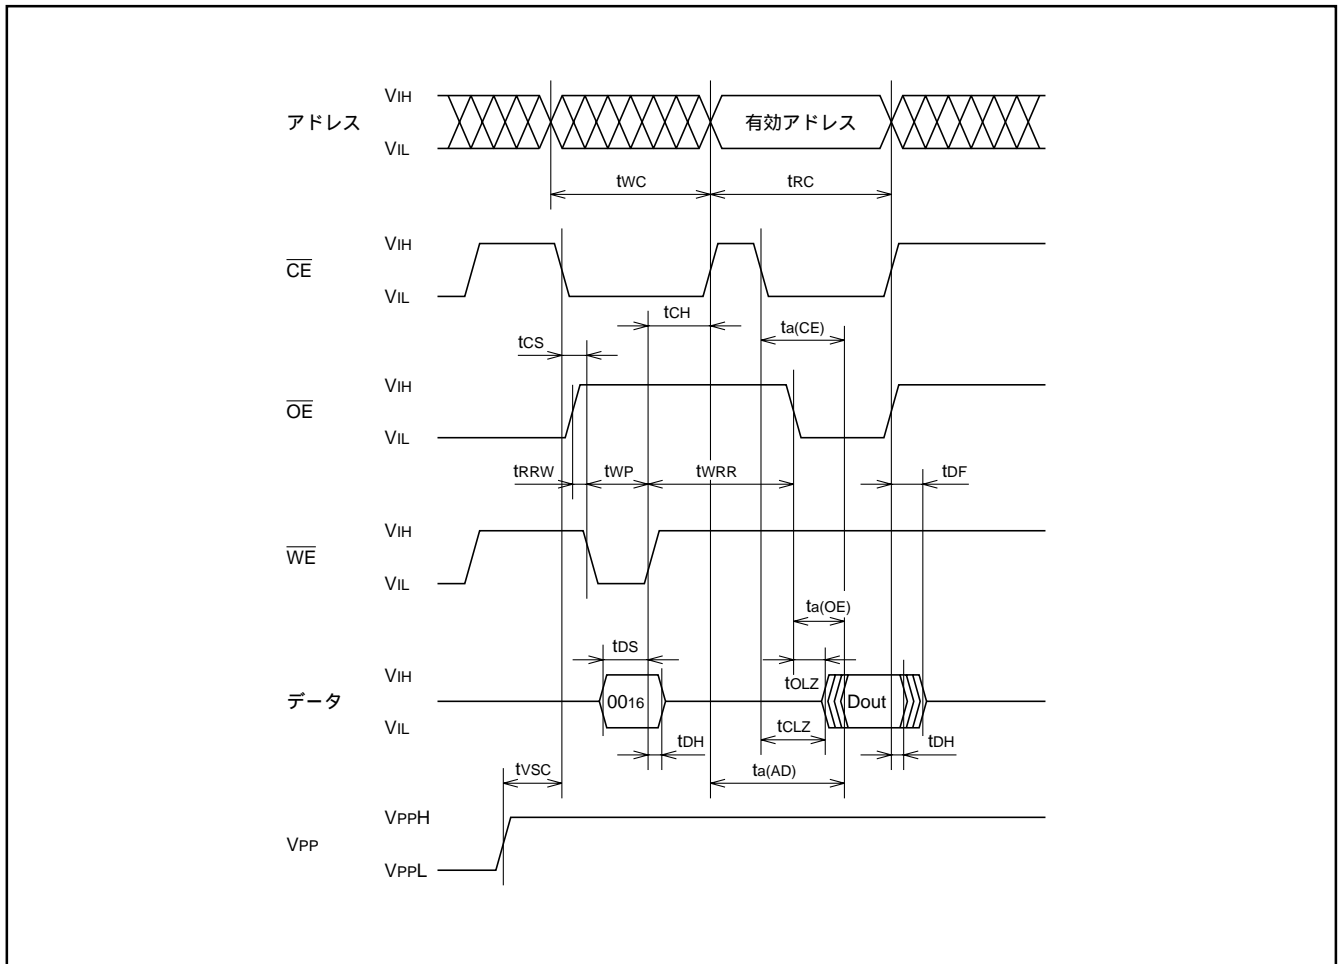 VIH
アドレス 有効アドレス
VIL
tWC tRC
VIH
CE
VIL
tCH
ta(CE)
tCS
VIH
OE
VIL
tRRW tWP tWRR tDF
VIH
WE
VIL
ta(OE)
tDS
VIH
tOLZ
データ 0016 Dout
VIL
tCLZ
tDH tDH
tVSC ta(AD)
VPPH
VPP
VPPL